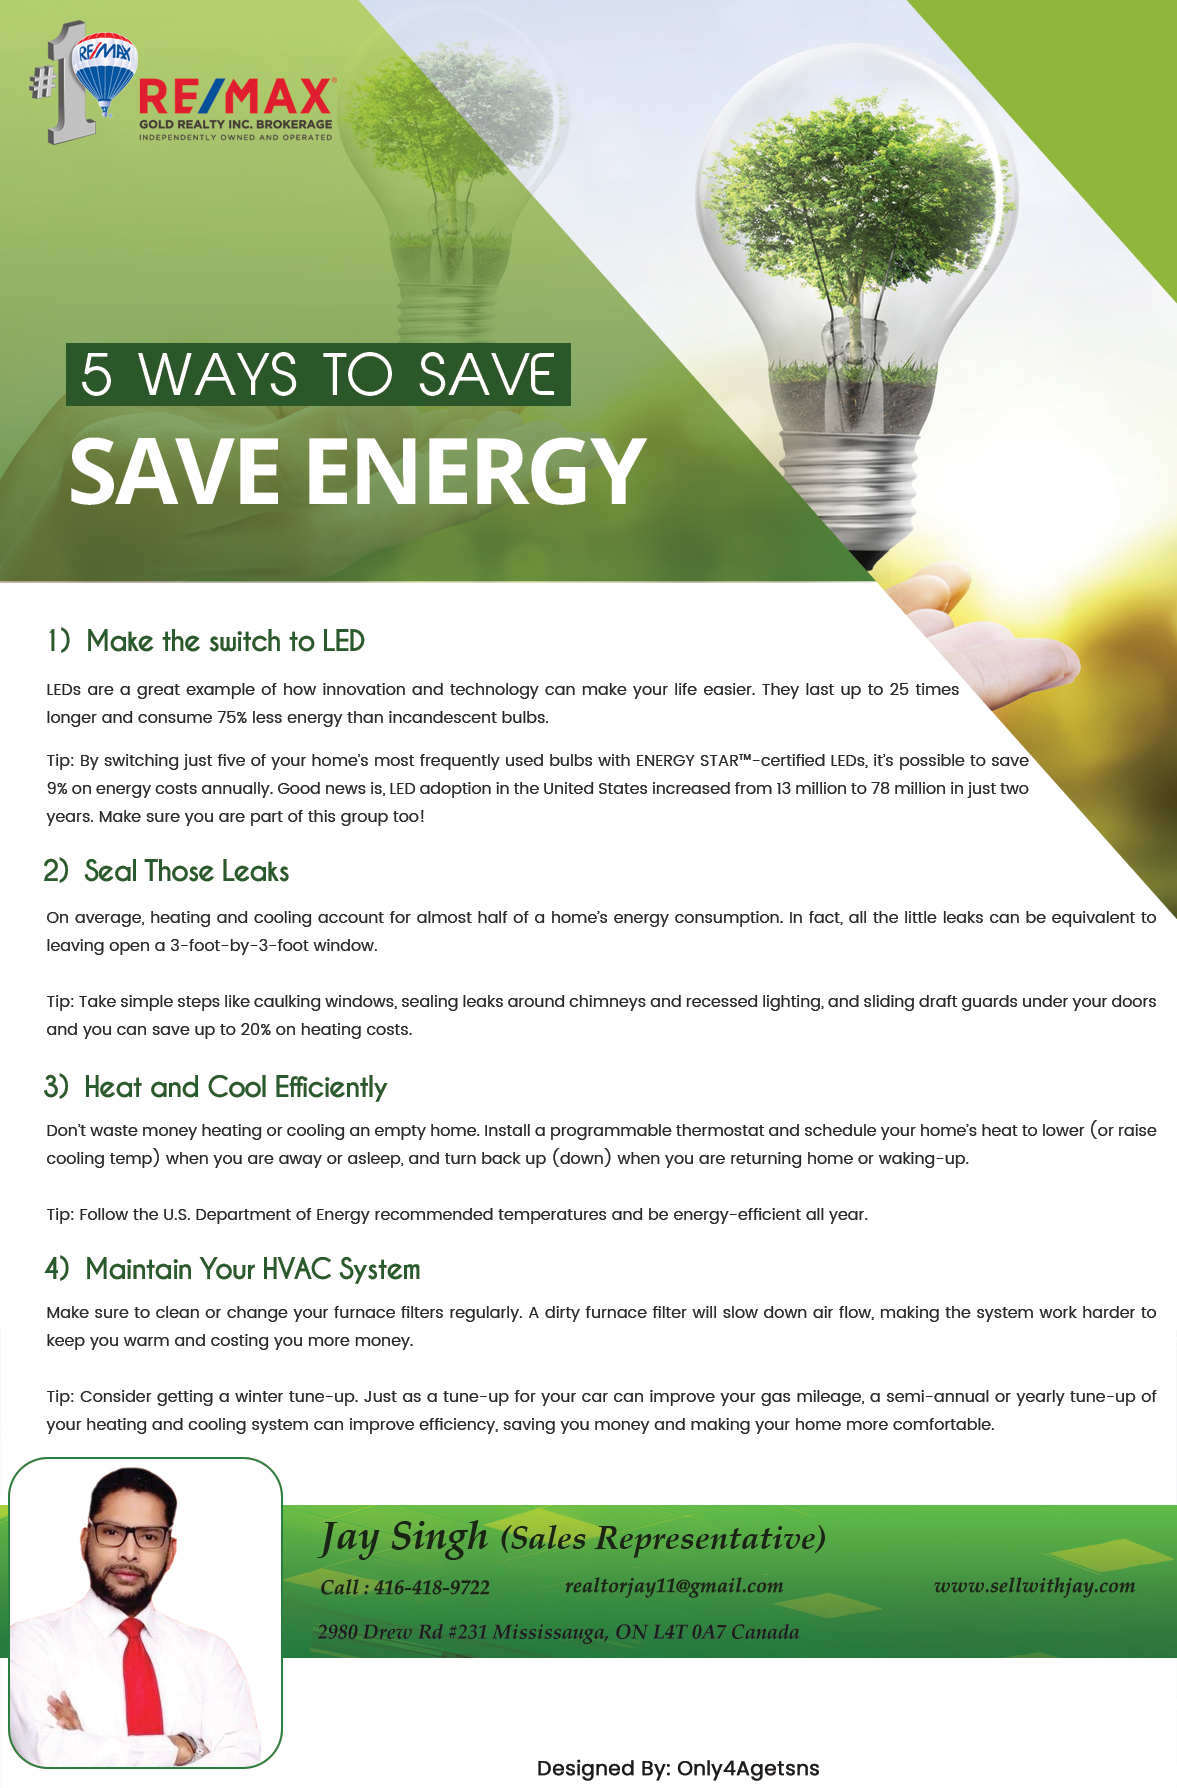 #1
RE/MAX
RE/MAX®
GOLD REALTY INC. BROKERAGE
INDEPENDENTLY OWNED AND OPERATED
5 WAYS TO SAVE
SAVE ENERGY
1) Make the switch to LED
LEDs are a great example of how innovation and technology can make your life easier. They last up to 25 times
longer and consume 75% less energy than incandescent bulbs.
Tip: By switching just five of your home's most frequently used bulbs with ENERGY STAR™-certified LEDs, it's possible to save
9% on energy costs annually. Good news is, LED adoption in the United States increased from 13 million to 78 million in just two
years. Make sure you are part of this group too!
2) Seal Those Leaks
On average, heating and cooling account for almost half of a home's energy consumption. In fact, all the little leaks can be equivalent to
leaving open a 3-foot-by-3-foot window.
Tip: Take simple steps like caulking windows, sealing leaks around chimneys and recessed lighting, and sliding draft guards under your doors
and you can save up to 20% on heating costs.
3) Heat and Cool Efficiently
Don't waste money heating or cooling an empty home. Install a programmable thermostat and schedule your home's heat to lower (or raise
cooling temp) when you are away or asleep, and turn back up (down) when you are returning home or waking-up.
Tip: Follow the U.S. Department of Energy recommended temperatures and be energy-efficient all year.
4) Maintain Your HVAC System
Make sure to clean or change your furnace filters regularly. A dirty furnace filter will slow down air flow, making the system work harder to
keep you warm and costing you more money.
Tip: Consider getting a winter tune-up. Just as a tune-up for your car can improve your gas mileage, a semi-annual or yearly tune-up of
your heating and cooling system can improve efficiency, saving you money and making your home more comfortable.
Jay Singh (Sales Representative)
Call : 416-418-9722 realtorjay11@gmail.com www.sellwithjay.com
2980 Drew Rd #231 Mississauga, ON L4T 0A7 Canada
Designed By: Only4Agetsns